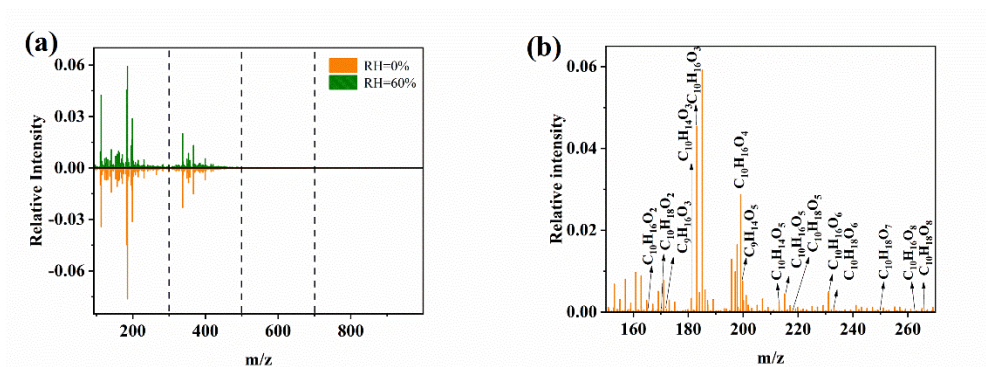 (a)
RH=0%
RH=60%
0.06
0.03
0.00
-0.03
-0.06
Relative Intensity
200
400
600
800
m/z
(b)
0.06
0.04
0.02
0.00
Relative intensity
C₁₀H₁₆O₂
C₁₀H₁₈O₂
C₉H₁₆O₃
C₁₀H₁₄O₃
C₁₀H₁₆O₃
C₁₀H₁₆O₄
C₉H₁₄O₅
C₁₀H₁₄O₅
C₁₀H₁₆O₅
C₁₀H₁₈O₅
C₁₀H₁₆O₆
C₁₀H₁₈O₆
C₁₀H₁₈O₇
C₁₀H₁₆O₈
C₁₀H₁₈O₈
160
180
200
220
240
260
m/z